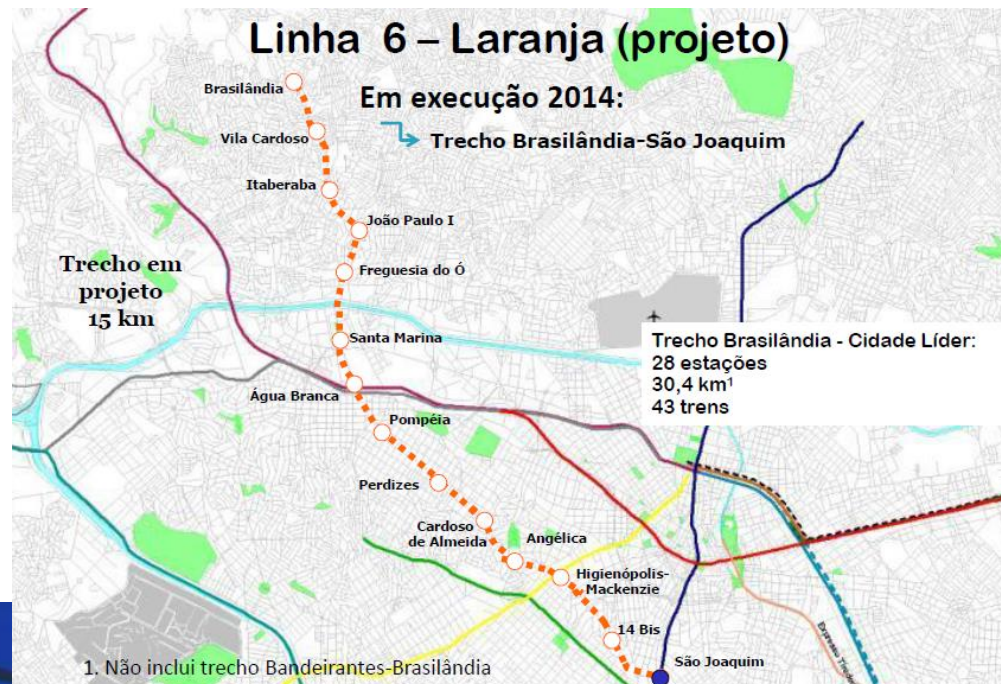 Linha 6 – Laranja (projeto)
Em execução 2014:
Trecho Brasilândia-São Joaquim
Brasilândia
Vila Cardoso
Itaberaba
João Paulo I
Trecho em
projeto
15 km
Freguesia do Ó
Santa Marina
Trecho Brasilândia - Cidade Líder:
28 estações
30,4 km¹
43 trens
Água Branca
Pompéia
Perdizes
Cardoso
de Almeida
Angélica
Higienópolis-
Mackenzie
14 Bis
São Joaquim
1. Não inclui trecho Bandeirantes-Brasilândia